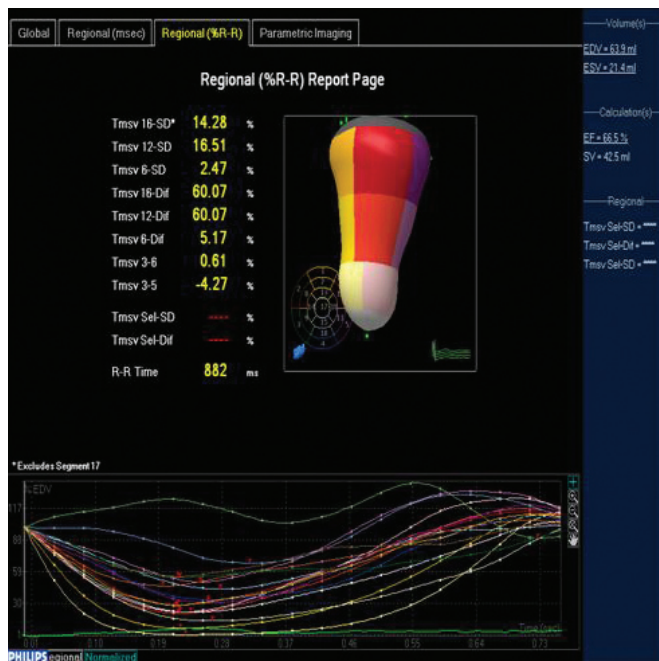 Global Regional (msec) Regional (%R-R) Parametric Imaging
Regional (%R-R) Report Page
Tmsv 16-SD* 14.28 %
Tmsv 12-SD 16.51 %
Tmsv 6-SD 2.47 %
Tmsv 16-Dif 60.07 %
Tmsv 12-Dif 60.07 %
Tmsv 6-Dif 5.17 %
Tmsv 3-6 0.61 %
Tmsv 3-5 -4.27 %
Tmsv Sel-SD ---- %
Tmsv Sel-Dif ---- %
R-R Time 882 ms
*Excludes Segment 17
Volume(s)
EDV = 63.9 ml
ESV = 21.4 ml
Calculation(s)
EF = 66.5 %
SV = 42.5 ml
Regional
Tmsv Sel-SD = ----
Tmsv Sel-Dif = ----
Tmsv Sel-SD = ----
%EDV
117
88
59
30
1
0.01 0.10 0.19 0.28 0.37 0.46 0.55 0.64 0.73
Time (sec)
PHILIPS egional Normalized